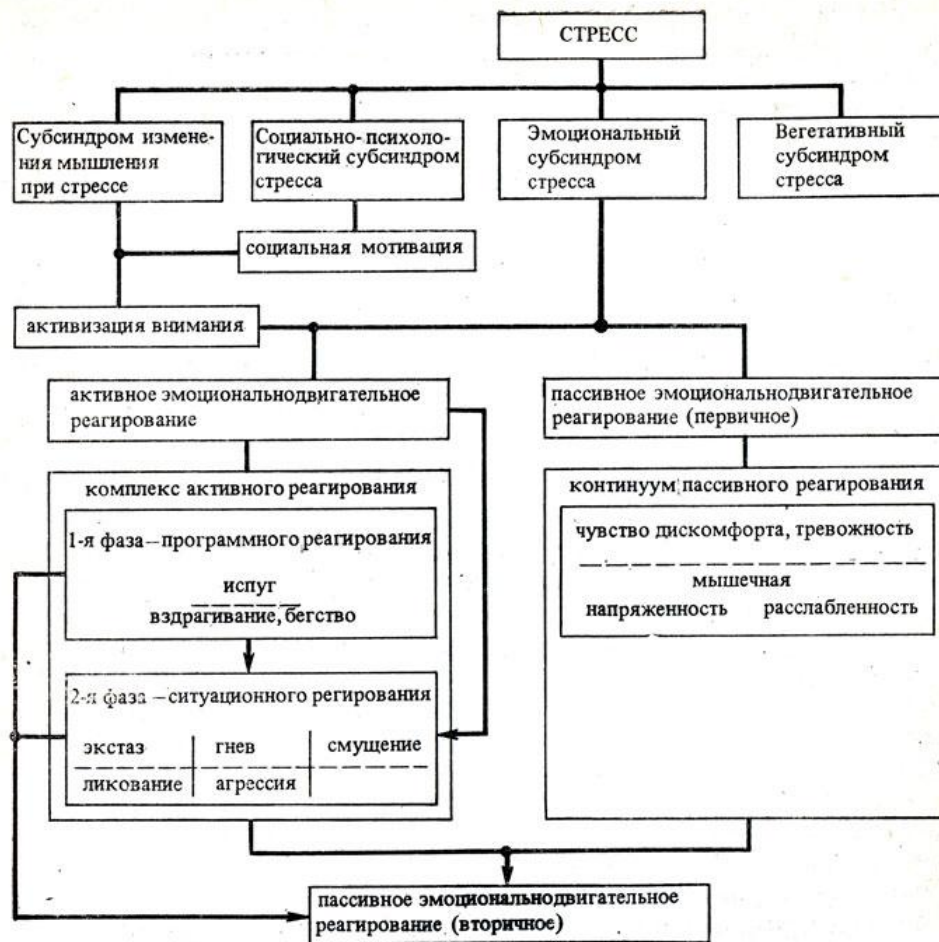 СТРЕСС
Субсиндром измене-
ния мышления
при стрессе
Социально-психоло-
гический субсиндром
стресса
Эмоциональный
субсиндром
стресса
Вегетативный
субсиндром
стресса
социальная мотивация
активизация внимания
активное эмоциональнодвигательное
реагирование
пассивное эмоциональнодвигательное
реагирование (первичное)
комплекс активного реагирования
1-я фаза — программного реагирования
испуг
вздрагивание, бегство
2-я фаза — ситуационного регирования
экстаз гнев смущение
ликование агрессия
континуум пассивного реагирования
чувство дискомфорта, тревожность
мышечная
напряженность расслабленность
пассивное эмоциональнодвигательное
реагирование (вторичное)